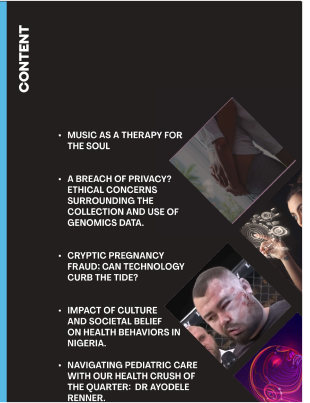 CONTENT
• MUSIC AS A THERAPY FOR
THE SOUL
• A BREACH OF PRIVACY?
ETHICAL CONCERNS
SURROUNDING THE
COLLECTION AND USE OF
GENOMICS DATA.
• CRYPTIC PREGNANCY
FRAUD: CAN TECHNOLOGY
CURB THE TIDE?
• IMPACT OF CULTURE
AND SOCIETAL BELIEF
ON HEALTH BEHAVIORS IN
NIGERIA.
• NAVIGATING PEDIATRIC CARE
WITH OUR HEALTH CRUSH OF
THE QUARTER: DR AYODELE
RENNER.